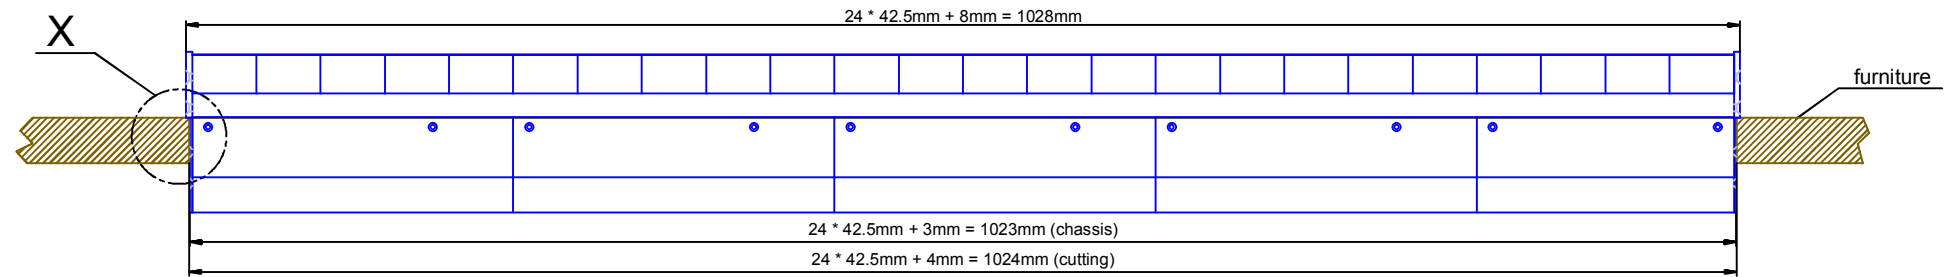 24 * 42.5mm + 8mm = 1028mm
X
furniture
24 * 42.5mm + 3mm = 1023mm (chassis)
24 * 42.5mm + 4mm = 1024mm (cutting)